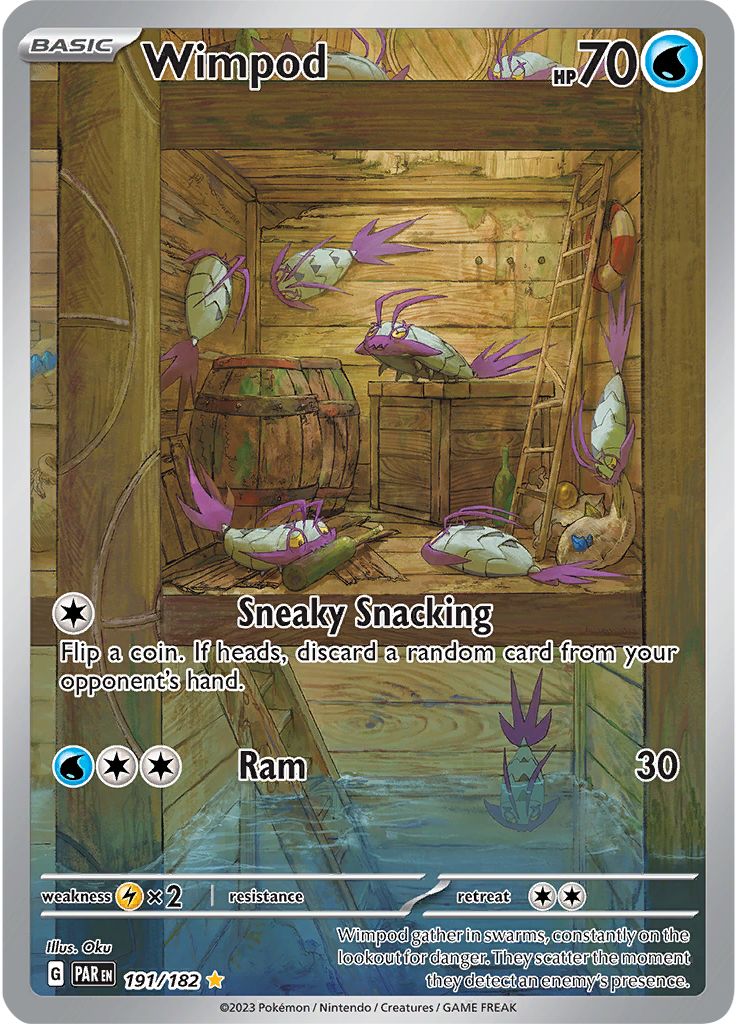 BASIC Wimpod HP 70
Sneaky Snacking
Flip a coin. If heads, discard a random card from your
opponent's hand.
Ram 30
weakness ×2 resistance retreat
Illus. Oku
G PAR EN 191/182
Wimpod gather in swarms, constantly on the
lookout for danger. They scatter the moment
they detect an enemy's presence.
©2023 Pokémon / Nintendo / Creatures / GAME FREAK